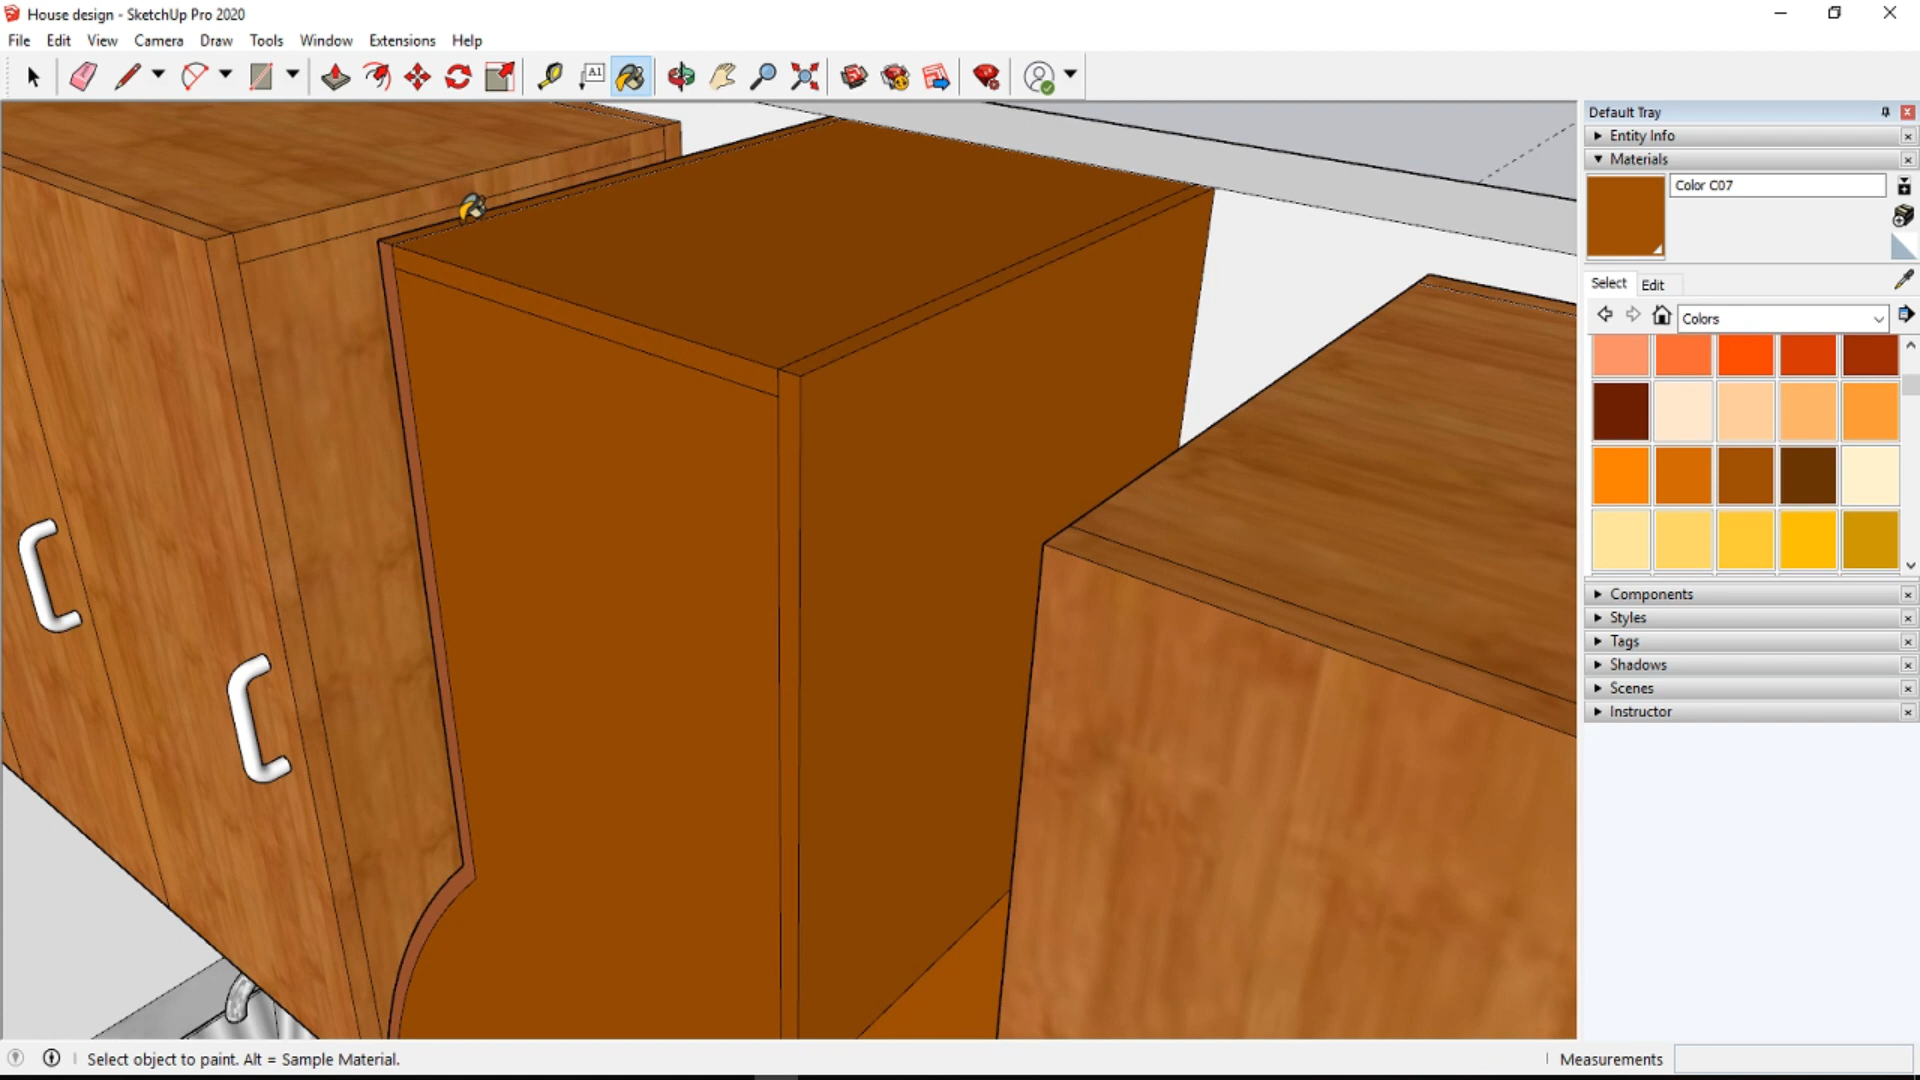 House design - SketchUp Pro 2020
File Edit View Camera Draw Tools Window Extensions Help
A1
Default Tray
Entity Info
Materials
Color C07
Select Edit
Colors
Components
Styles
Tags
Shadows
Scenes
Instructor
Select object to paint. Alt = Sample Material.
Measurements